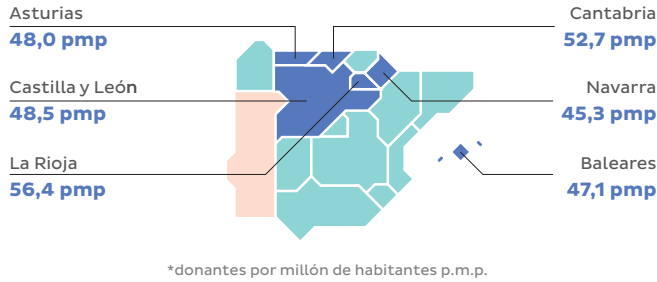 Asturias
48,0 pmp
Castilla y León
48,5 pmp
La Rioja
56,4 pmp
Cantabria
52,7 pmp
Navarra
45,3 pmp
Baleares
47,1 pmp
*donantes por millón de habitantes p.m.p.